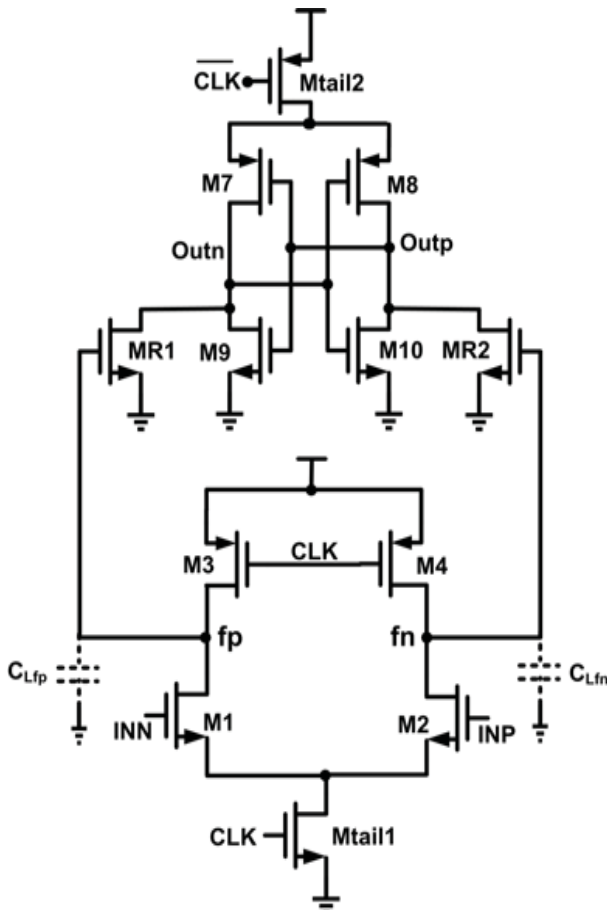 CLK
Mtail2
M7
M8
Outn
Outp
MR1
M9
M10
MR2
CLK
M3
M4
fp
fn
CLfp
CLfn
INN
M1
M2
INP
CLK
Mtail1